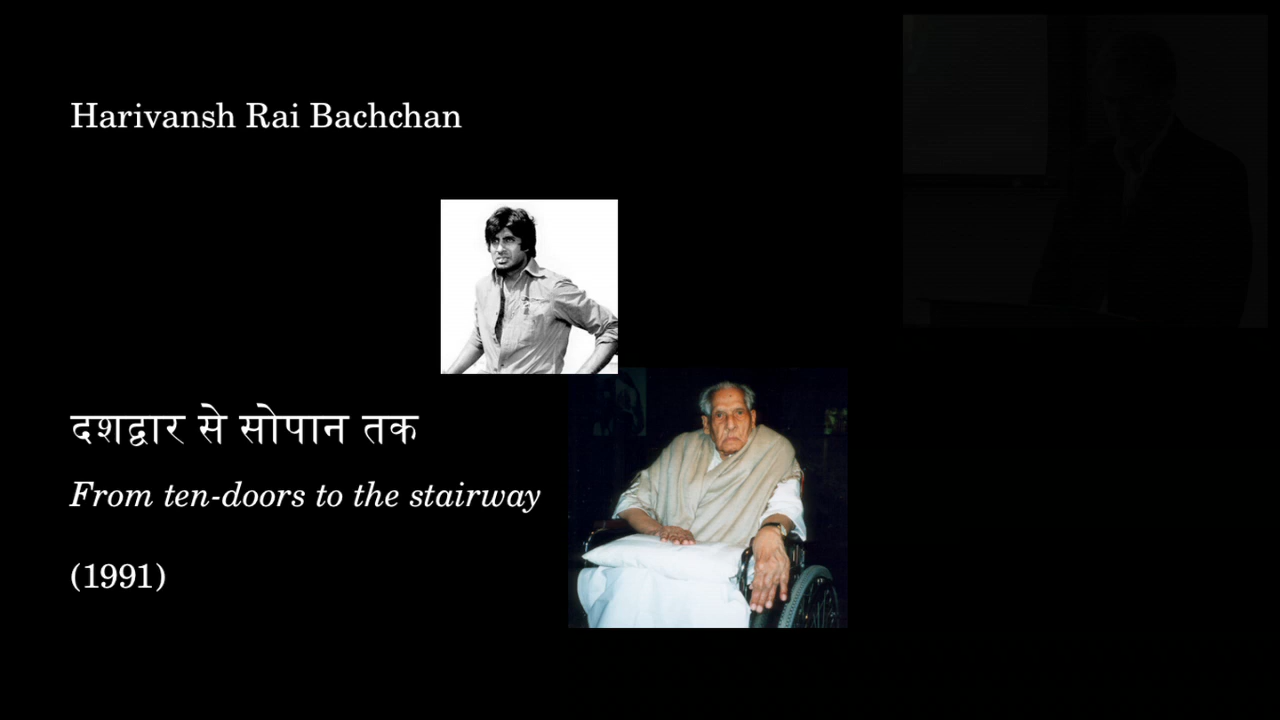 Harivansh Rai Bachchan
दशद्वार से सोपान तक
From ten-doors to the stairway
(1991)